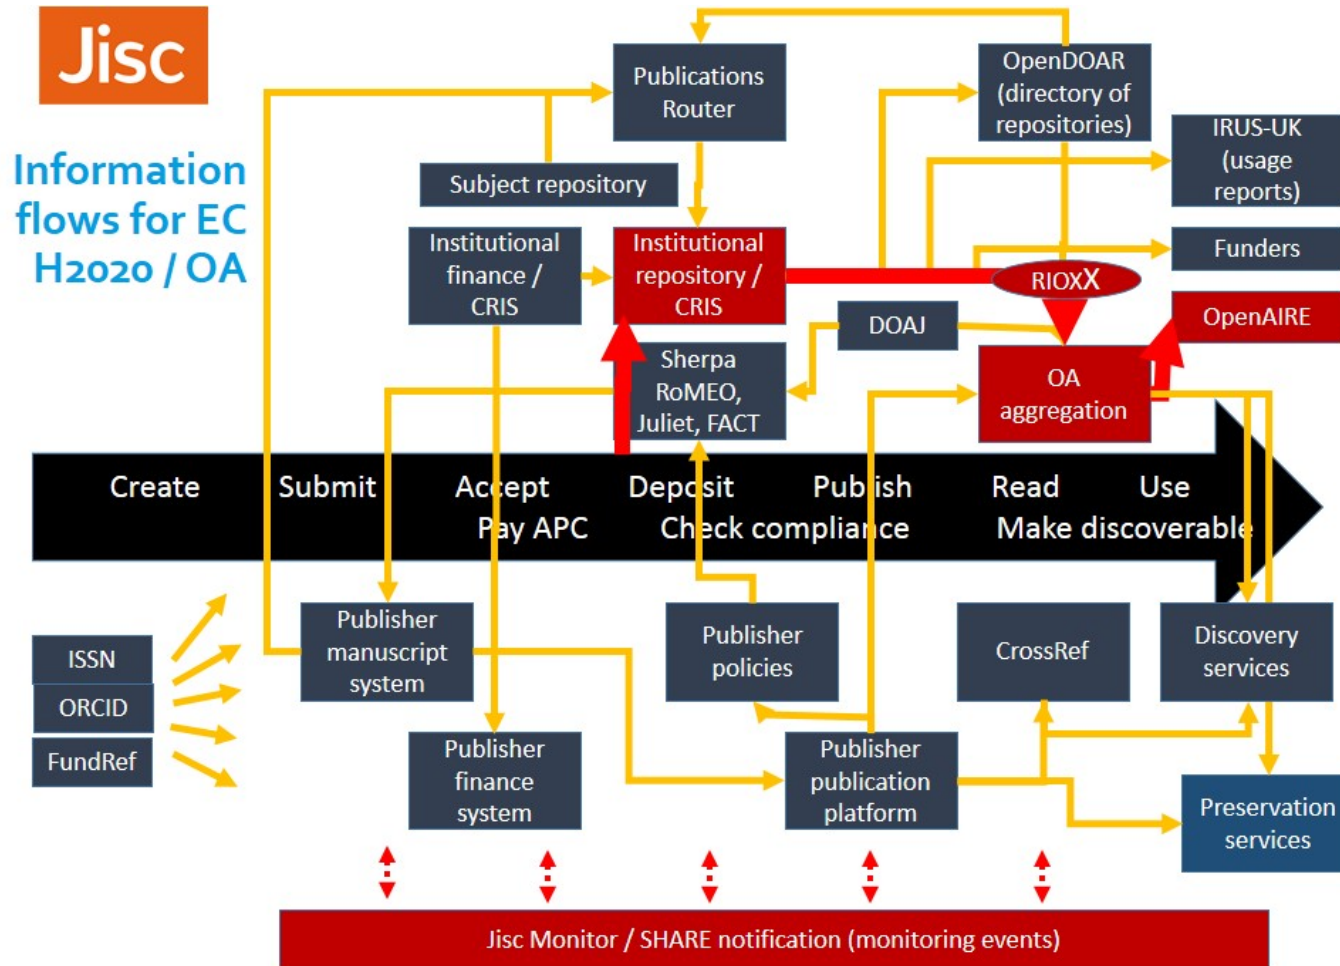 Jisc
Information
flows for EC
H2020 / OA
Publications
Router
OpenDOAR
(directory of
repositories)
IRUS-UK
(usage
reports)
Subject repository
Institutional
finance /
CRIS
Institutional
repository /
CRIS
Funders
RIOXX
OpenAIRE
DOAJ
Sherpa
RoMEO,
Juliet, FACT
OA
aggregation
Create Submit Accept Deposit Publish Read Use
Pay APC Check compliance Make discoverable
ISSN
ORCID
FundRef
Publisher
manuscript
system
Publisher
policies
CrossRef
Discovery
services
Publisher
finance
system
Publisher
publication
platform
Preservation
services
Jisc Monitor / SHARE notification (monitoring events)